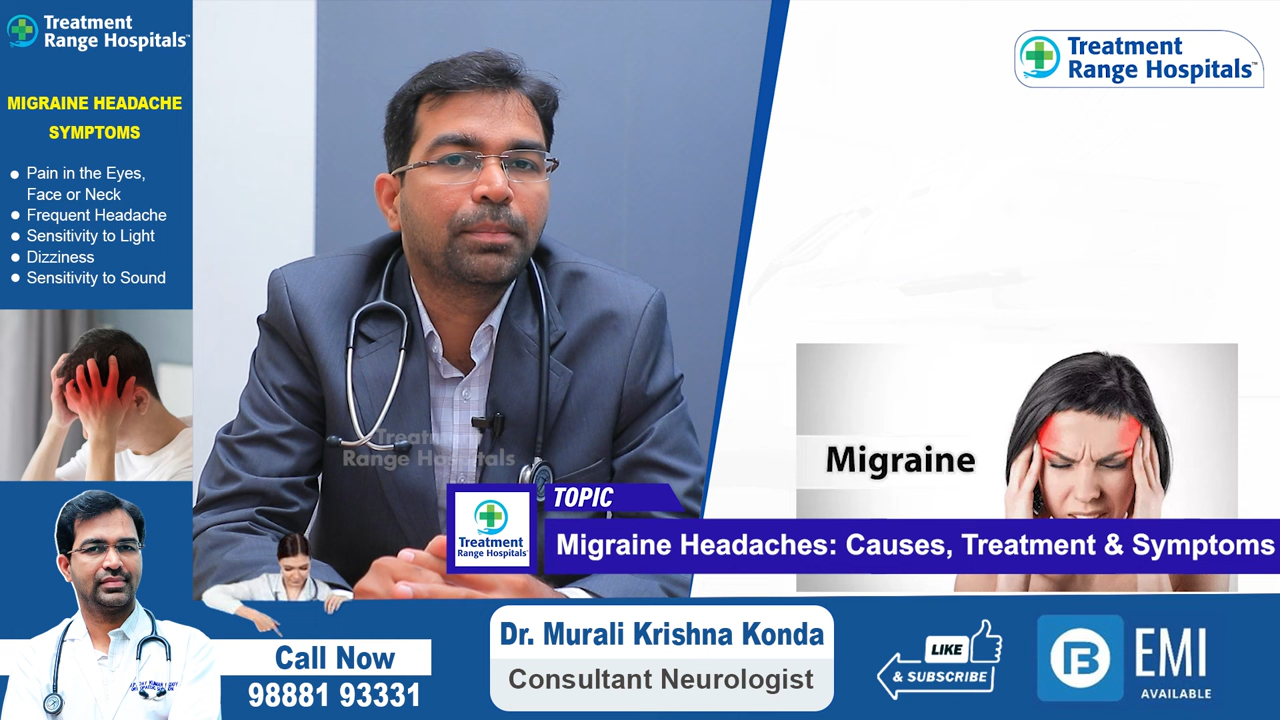 Treatment
Range Hospitals™
MIGRAINE HEADACHE
SYMPTOMS
● Pain in the Eyes,
Face or Neck
● Frequent Headache
● Sensitivity to Light
● Dizziness
● Sensitivity to Sound
Treatment
Range Hospitals™
Treatment
Range Hospitals
Migraine
TOPIC
Treatment
Range Hospitals
Migraine Headaches: Causes, Treatment & Symptoms
Call Now
98881 93331
Dr. Murali Krishna Konda
Consultant Neurologist
LIKE
& SUBSCRIBE
EMI
AVAILABLE